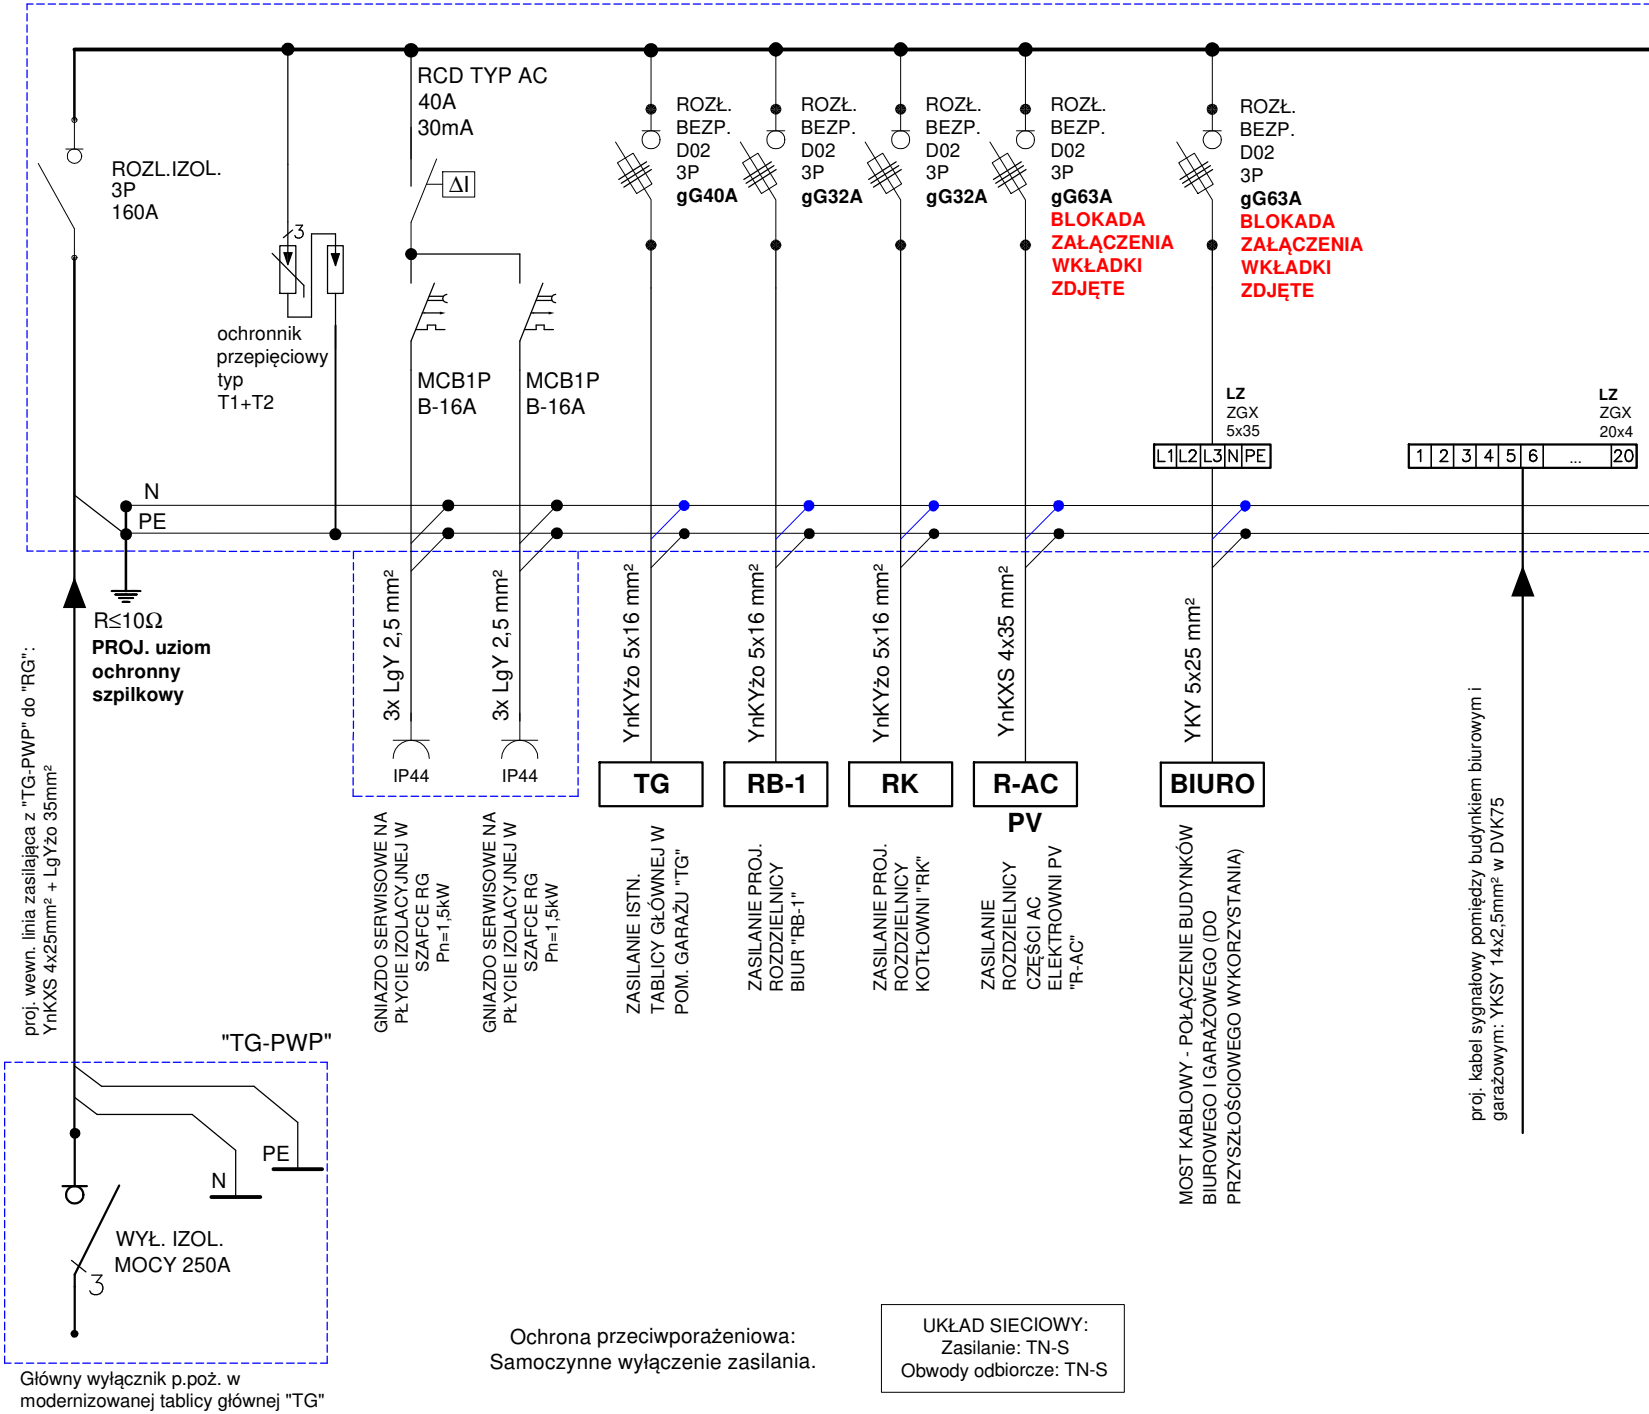 RCD TYP AC
40A
30mA
ΔI
ROZL.IZOL.
3P
160A
3
ochronnik
przepięciowy
typ
T1+T2
MCB1P
B-16A
MCB1P
B-16A
ROZŁ.
BEZP.
D02
3P
gG40A
ROZŁ.
BEZP.
D02
3P
gG32A
ROZŁ.
BEZP.
D02
3P
gG32A
ROZŁ.
BEZP.
D02
3P
gG63A
BLOKADA
ZAŁĄCZENIA
WKŁADKI
ZDJĘTE
ROZŁ.
BEZP.
D02
3P
gG63A
BLOKADA
ZAŁĄCZENIA
WKŁADKI
ZDJĘTE
LZ
ZGX
5x35
L1 L2 L3 N PE
LZ
ZGX
20x4
1 2 3 4 5 6 ... 20
N
PE
R≤10Ω
PROJ. uziom
ochronny
szpilkowy
proj. wewn. linia zasilająca z "TG-PWP" do "RG":
YnKXS 4x25mm² + LgYżo 35mm²
3x LgY 2,5 mm²
3x LgY 2,5 mm²
YnKYżo 5x16 mm²
YnKYżo 5x16 mm²
YnKYżo 5x16 mm²
YnKXS 4x35 mm²
YKY 5x25 mm²
IP44
IP44
TG
RB-1
RK
R-AC
PV
BIURO
GNIAZDO SERWISOWE NA
PŁYCIE IZOLACYJNEJ W
SZAFCE RG
Pn=1,5kW
GNIAZDO SERWISOWE NA
PŁYCIE IZOLACYJNEJ W
SZAFCE RG
Pn=1,5kW
ZASILANIE ISTN.
TABLICY GŁÓWNEJ W
POM. GARAŻU "TG"
ZASILANIE PROJ.
ROZDZIELNICY
BIUR "RB-1"
ZASILANIE PROJ.
ROZDZIELNICY
KOTŁOWNI "RK"
ZASILANIE
ROZDZIELNICY
CZĘŚCI AC
ELEKTROWNI PV
"R-AC"
MOST KABLOWY - POŁĄCZENIE BUDYNKÓW
BIUROWEGO I GARAŻOWEGO (DO
PRZYSZŁOŚCIOWEGO WYKORZYSTANIA)
proj. kabel sygnałowy pomiędzy budynkiem biurowym i
garażowym: YKSY 14x2,5mm² w DVK75
"TG-PWP"
PE
N
WYŁ. IZOL.
MOCY 250A
3
Główny wyłącznik p.poż. w
modernizowanej tablicy głównej "TG"
Ochrona przeciwporażeniowa:
Samoczynne wyłączenie zasilania.
UKŁAD SIECIOWY:
Zasilanie: TN-S
Obwody odbiorcze: TN-S